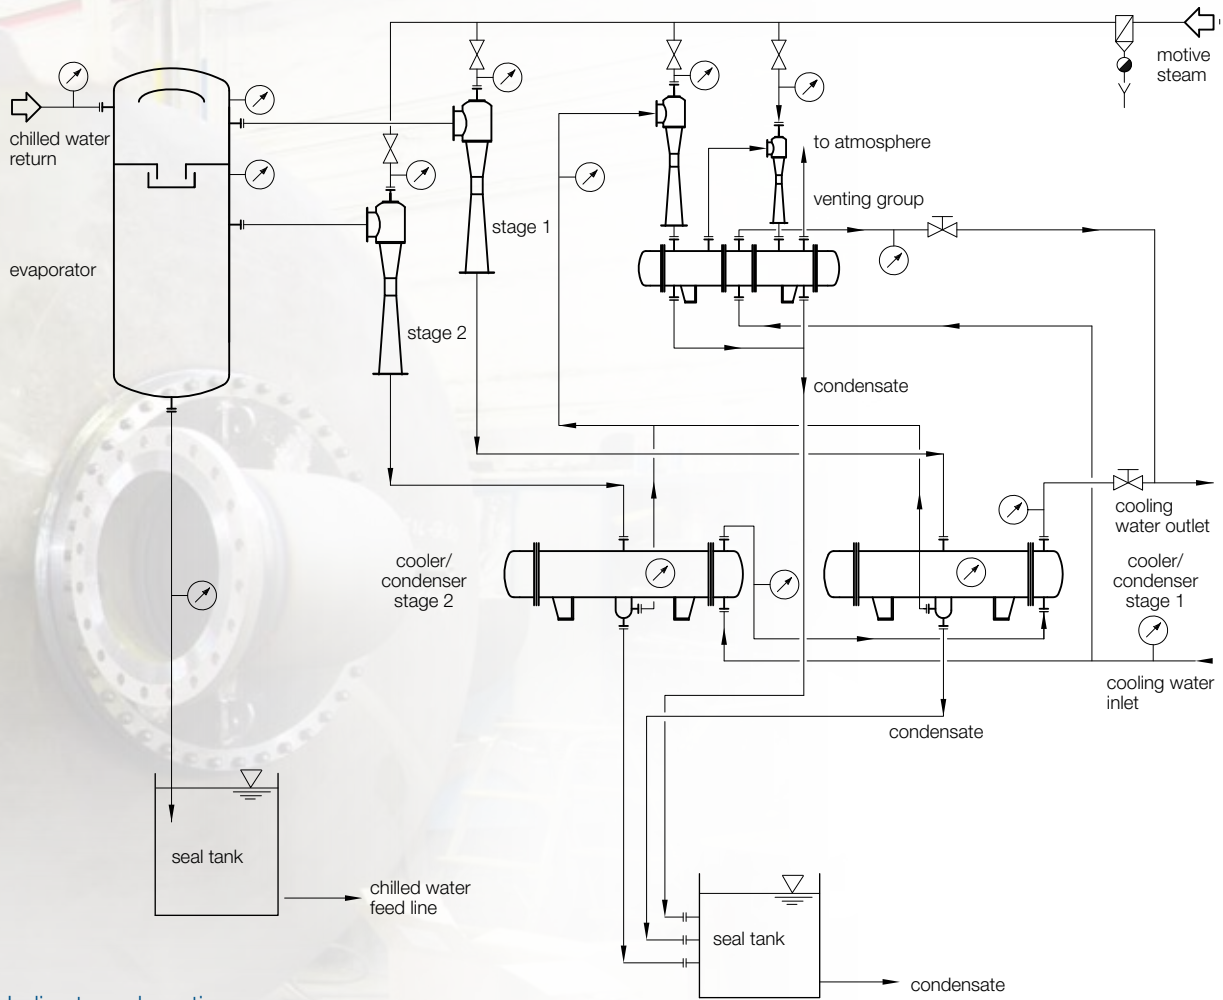 motive
steam
chilled water
return
to atmosphere
venting group
stage 1
evaporator
stage 2
condensate
cooling
water outlet
cooler/
condenser
stage 2
cooler/
condenser
stage 1
cooling water
inlet
condensate
seal tank
chilled water
feed line
seal tank
condensate